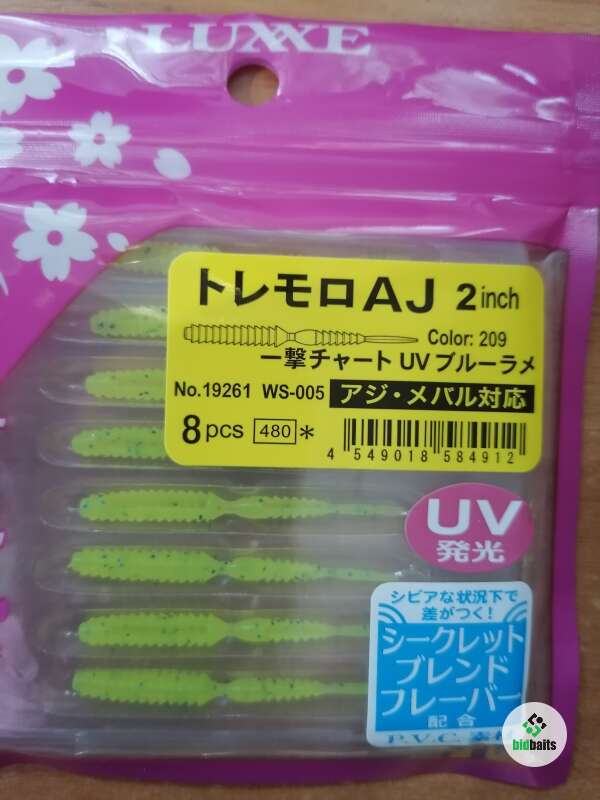 LUXXE
トレモロAJ 2inch
Color: 209
一撃チャート UV ブルーラメ
No.19261 WS-005 アジ・メバル対応
8pcs 480*
4 549018 584912
UV
発光
シビアな状況下で
差がつく!
シークレット
ブレンド
フレーバー
配合
P.V.C.
bidbaits